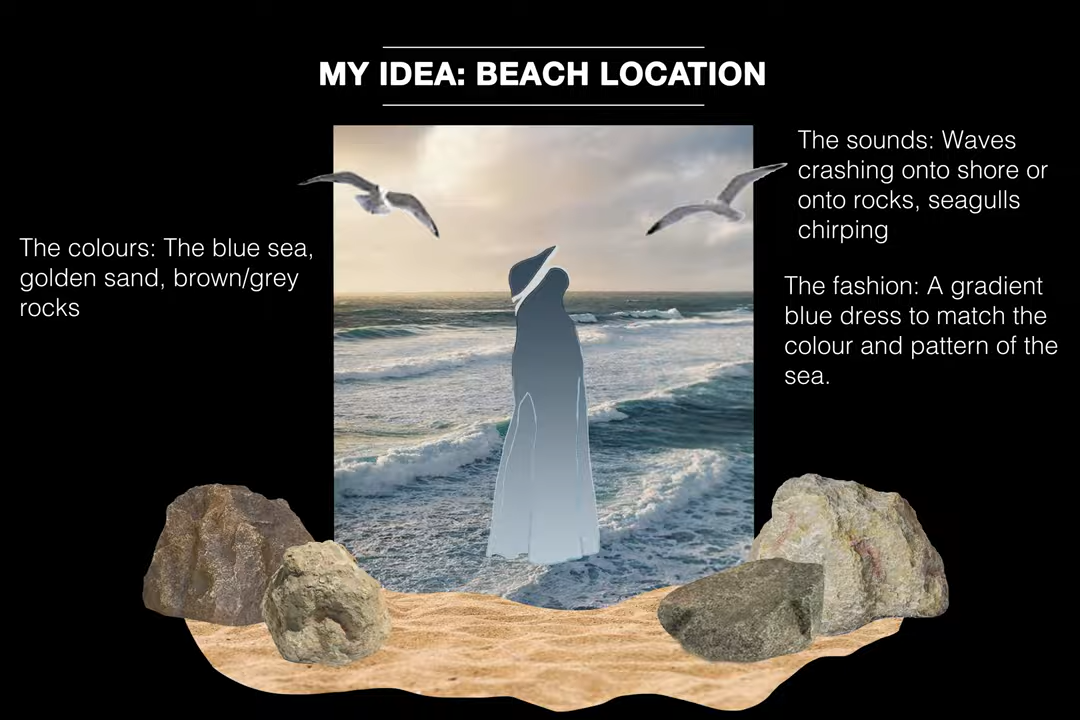 MY IDEA: BEACH LOCATION
The colours: The blue sea,
golden sand, brown/grey
rocks
The sounds: Waves
crashing onto shore or
onto rocks, seagulls
chirping
The fashion: A gradient
blue dress to match the
colour and pattern of the
sea.